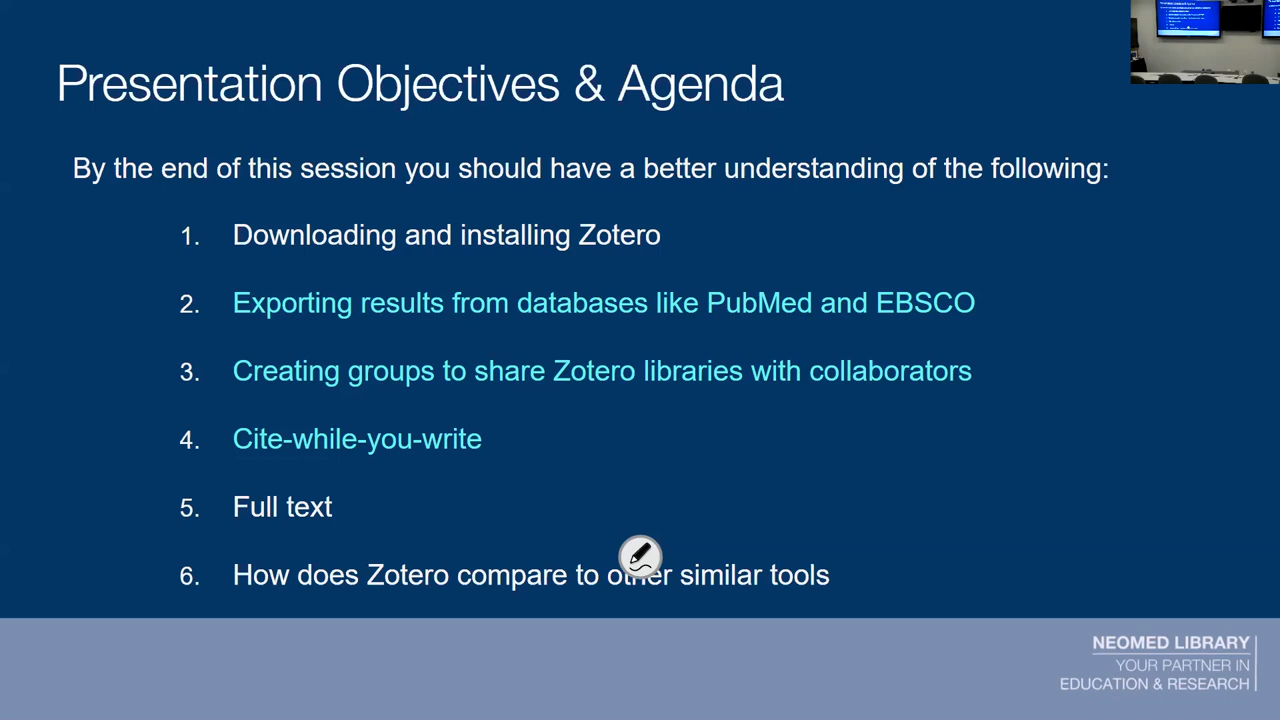 Presentation Objectives & Agenda
By the end of this session you should have a better understanding of the following:
1. Downloading and installing Zotero
2. Exporting results from databases like PubMed and EBSCO
3. Creating groups to share Zotero libraries with collaborators
4. Cite-while-you-write
5. Full text
6. How does Zotero compare to other similar tools
NEOMED LIBRARY
YOUR PARTNER IN
EDUCATION & RESEARCH